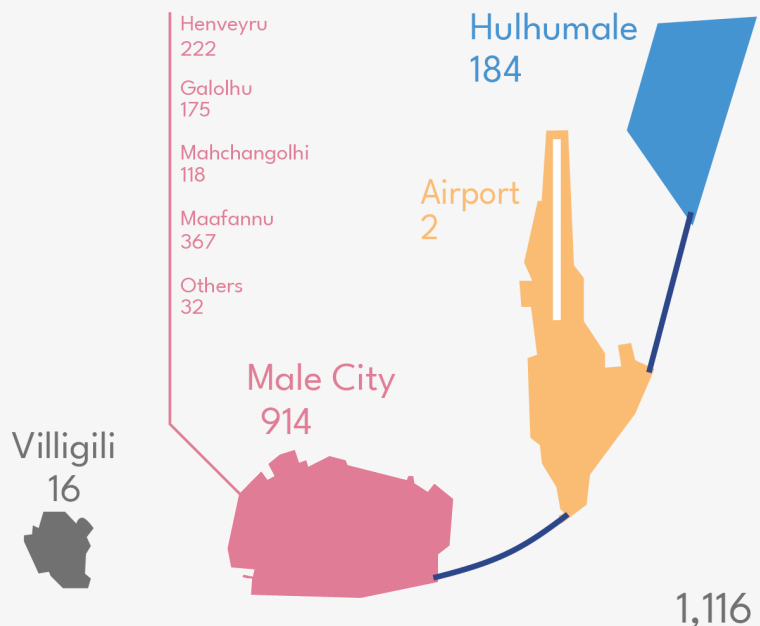 Henveyru
222
Galolhu
175
Mahchangolhi
118
Maafannu
367
Others
32
Hulhumale
184
Airport
2
Male City
914
Villigili
16
1,116